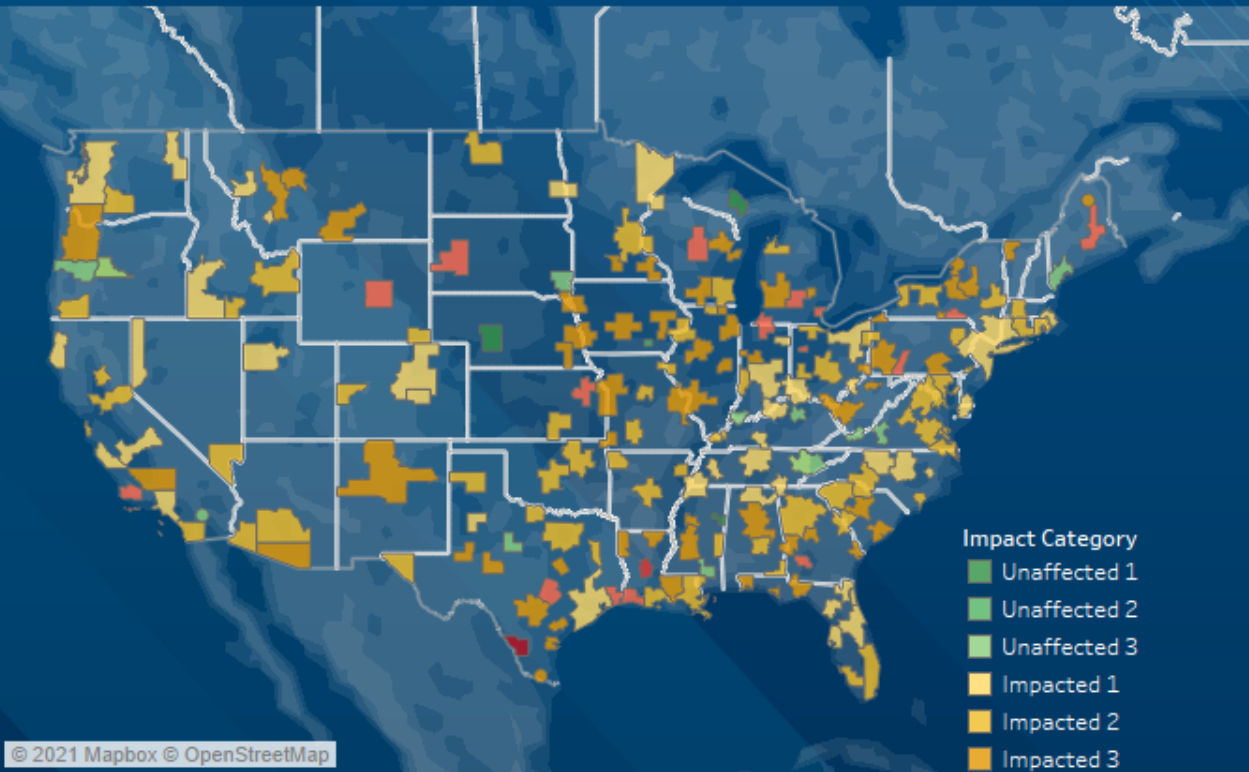 Impact Category
Unaffected 1
Unaffected 2
Unaffected 3
Impacted 1
Impacted 2
Impacted 3
© 2021 Mapbox © OpenStreetMap